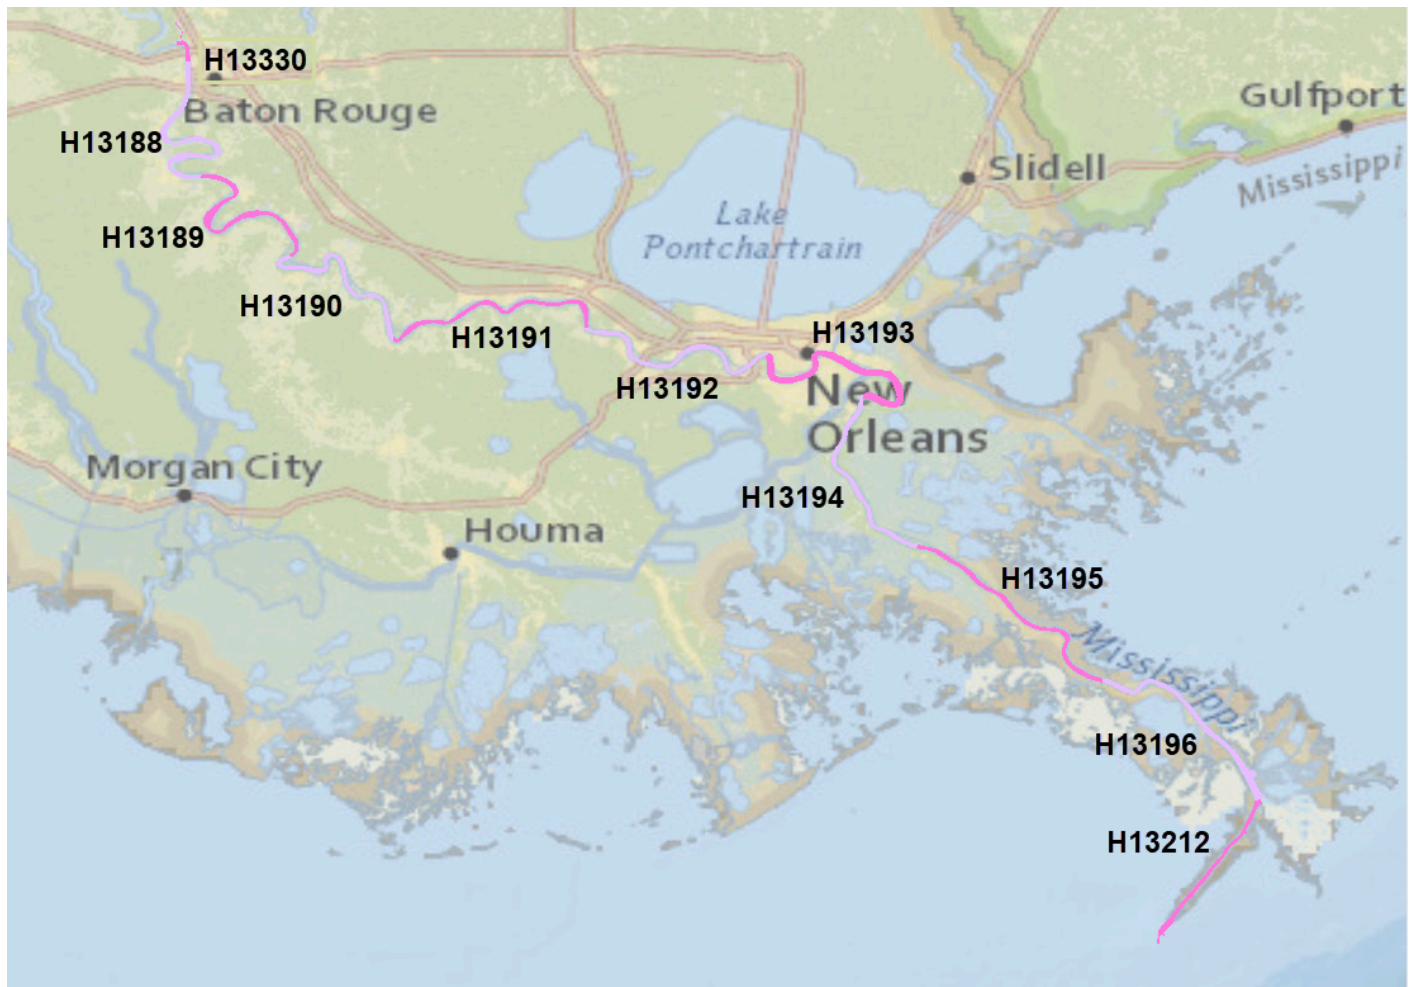 H13330
Baton Rouge
Gulfport
H13188
Slidell
Mississippi
Lake
Pontchartrain
H13189
H13190
H13191
H13193
H13192
New
Orleans
Morgan City
H13194
Houma
H13195
Mississippi
H13196
H13212